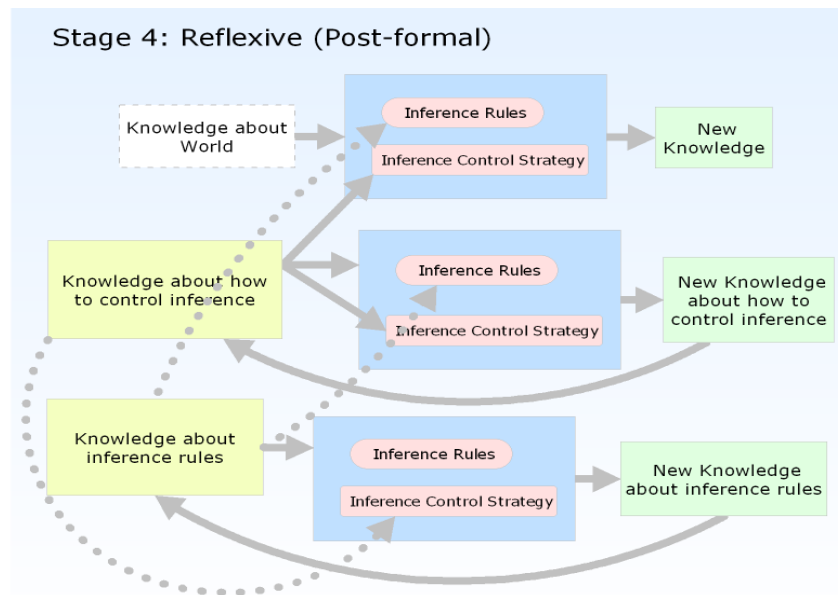 Stage 4: Reflexive (Post-formal)
Knowledge about
World
Inference Rules
Inference Control Strategy
New
Knowledge
Knowledge about how
to control inference
Inference Rules
Inference Control Strategy
New Knowledge
about how to
control inference
Knowledge about
inference rules
Inference Rules
Inference Control Strategy
New Knowledge
about inference rules